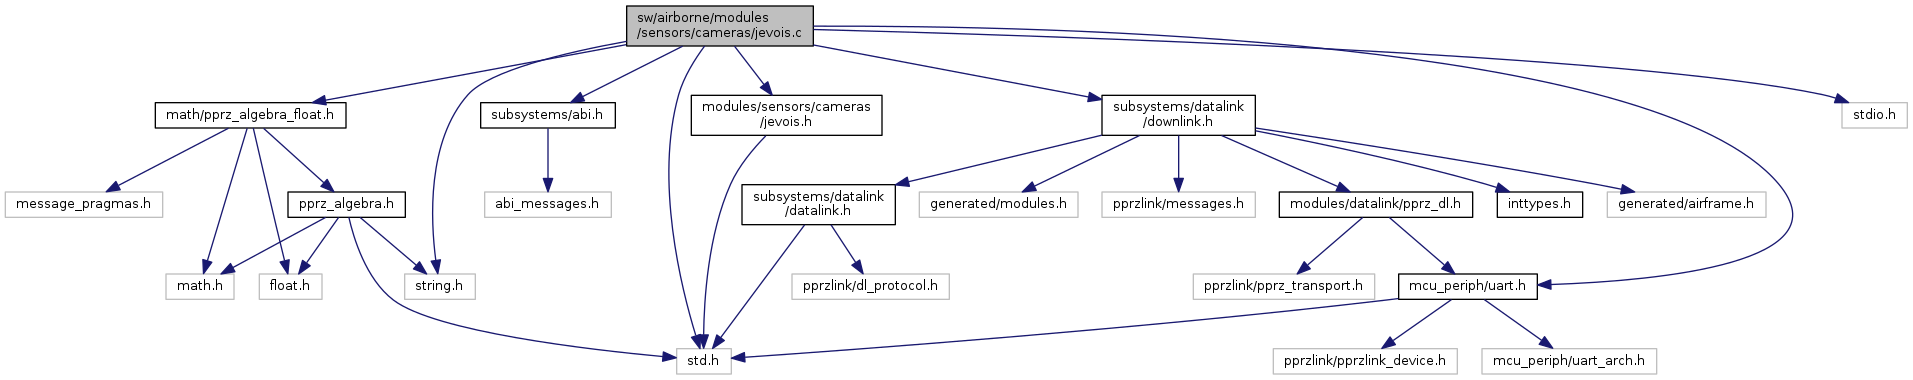 sw/airborne/modules
/sensors/cameras/jevois.c
math/pprz_algebra_float.h
subsystems/abi.h
modules/sensors/cameras
/jevois.h
subsystems/datalink
/downlink.h
stdio.h
message_pragmas.h
pprz_algebra.h
abi_messages.h
subsystems/datalink
/datalink.h
generated/modules.h
pprzlink/messages.h
modules/datalink/pprz_dl.h
inttypes.h
generated/airframe.h
math.h
float.h
string.h
pprzlink/dl_protocol.h
pprzlink/pprz_transport.h
mcu_periph/uart.h
std.h
pprzlink/pprzlink_device.h
mcu_periph/uart_arch.h